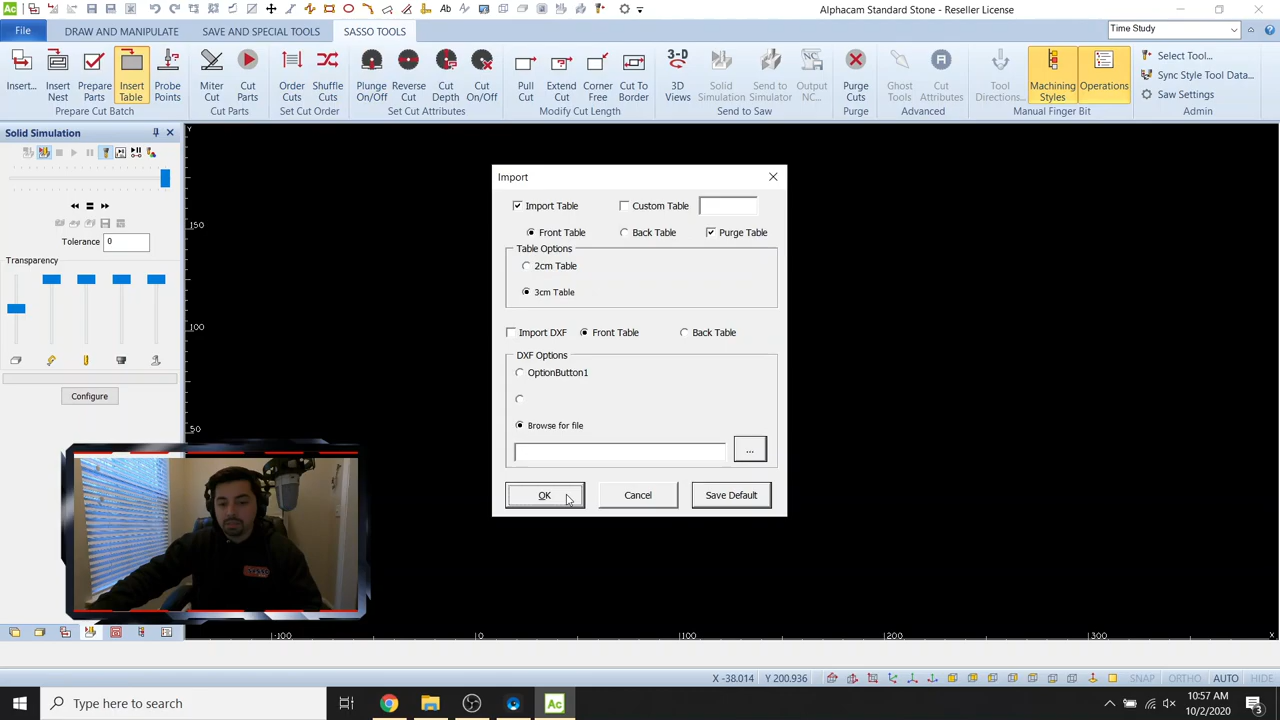 Alphacam Standard Stone - Reseller License
File
DRAW AND MANIPULATE
SAVE AND SPECIAL TOOLS
SASSO TOOLS
Time Study
Insert...
Insert Nest
Prepare Parts
Insert Table
Probe Points
Miter Cut
Cut Parts
Order Cuts
Shuffle Cuts
Plunge On/Off
Reverse Cut
Cut Depth
Cut On/Off
Pull Cut
Extend Cut
Corner Free
Cut To Border
3D Views
Solid Simulation
Send to Simulator
Output NC...
Purge Cuts
Ghost Tools
Cut Attributes
Tool Directions...
Machining Styles
Operations
Select Tool...
Sync Style Tool Data...
Saw Settings
Prepare Cut Batch
Cut Parts
Set Cut Order
Set Cut Attributes
Modify Cut Length
Send to Saw
Purge
Advanced
Manual Finger Bit
Admin
Solid Simulation
Tolerance
0
Transparency
Configure
Import
Import Table
Custom Table
Front Table
Back Table
Purge Table
Table Options
2cm Table
3cm Table
Import DXF
Front Table
Back Table
DXF Options
OptionButton1
Browse for file
...
OK
Cancel
Save Default
Y
150
100
50
-100
0
100
200
300
X
X -38.014
Y 200.936
SNAP
ORTHO
AUTO
HIDE
Type here to search
10:57 AM
10/2/2020
3